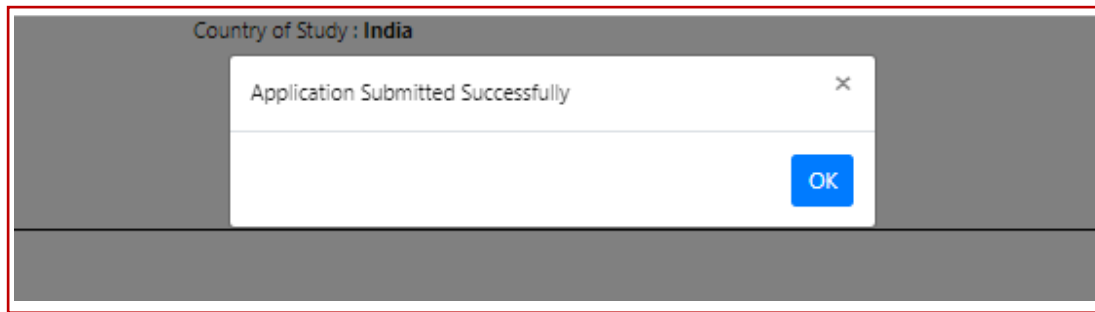 Country of Study : India
Application Submitted Successfully ×
OK